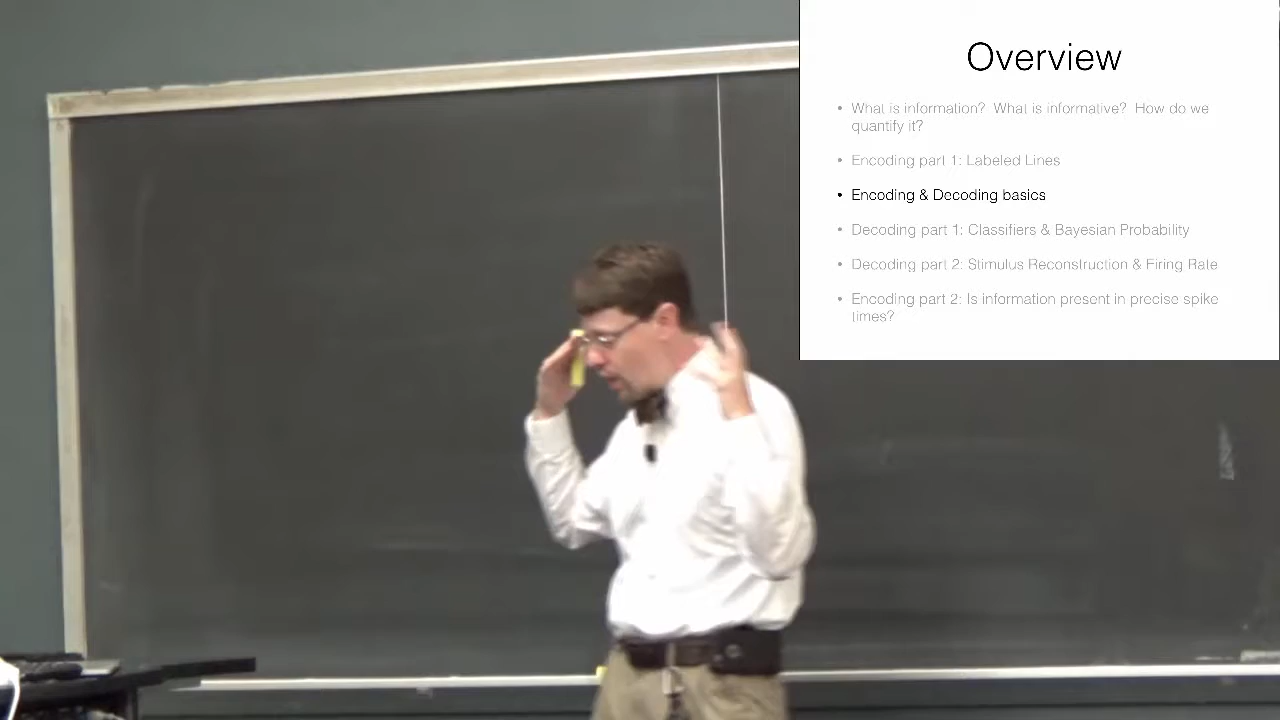 Overview
• What is information? What is informative? How do we
quantify it?
• Encoding part 1: Labeled Lines
• Encoding & Decoding basics
• Decoding part 1: Classifiers & Bayesian Probability
• Decoding part 2: Stimulus Reconstruction & Firing Rate
• Encoding part 2: Is information present in precise spike
times?